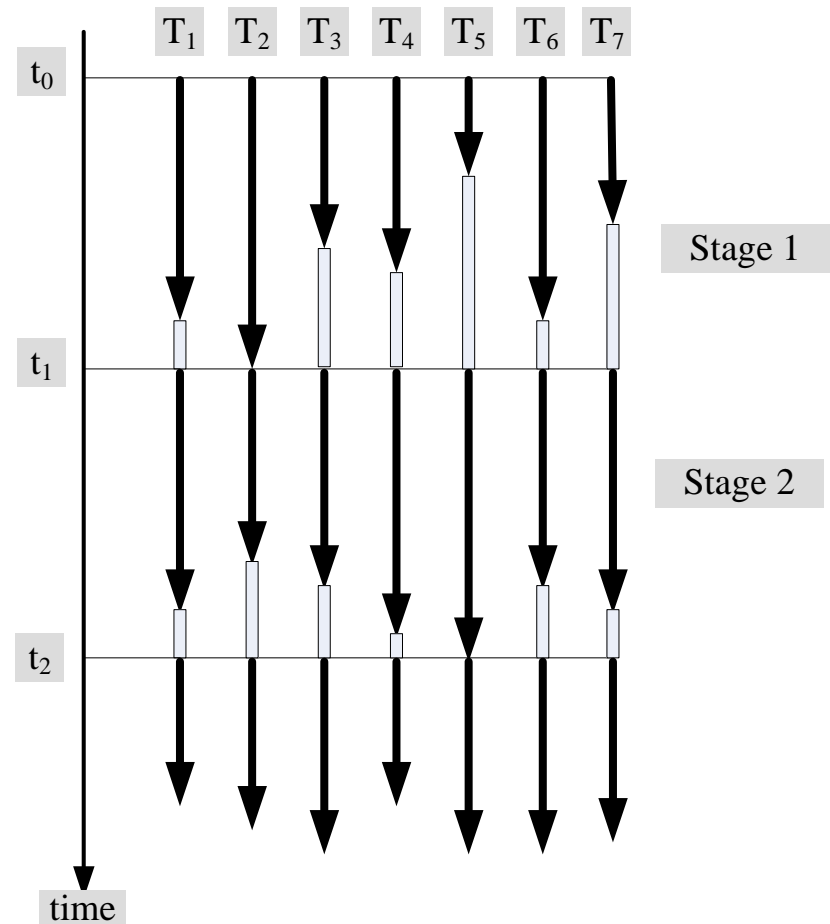 T₁ T₂ T₃ T₄ T₅ T₆ T₇
t₀
Stage 1
t₁
Stage 2
t₂
time